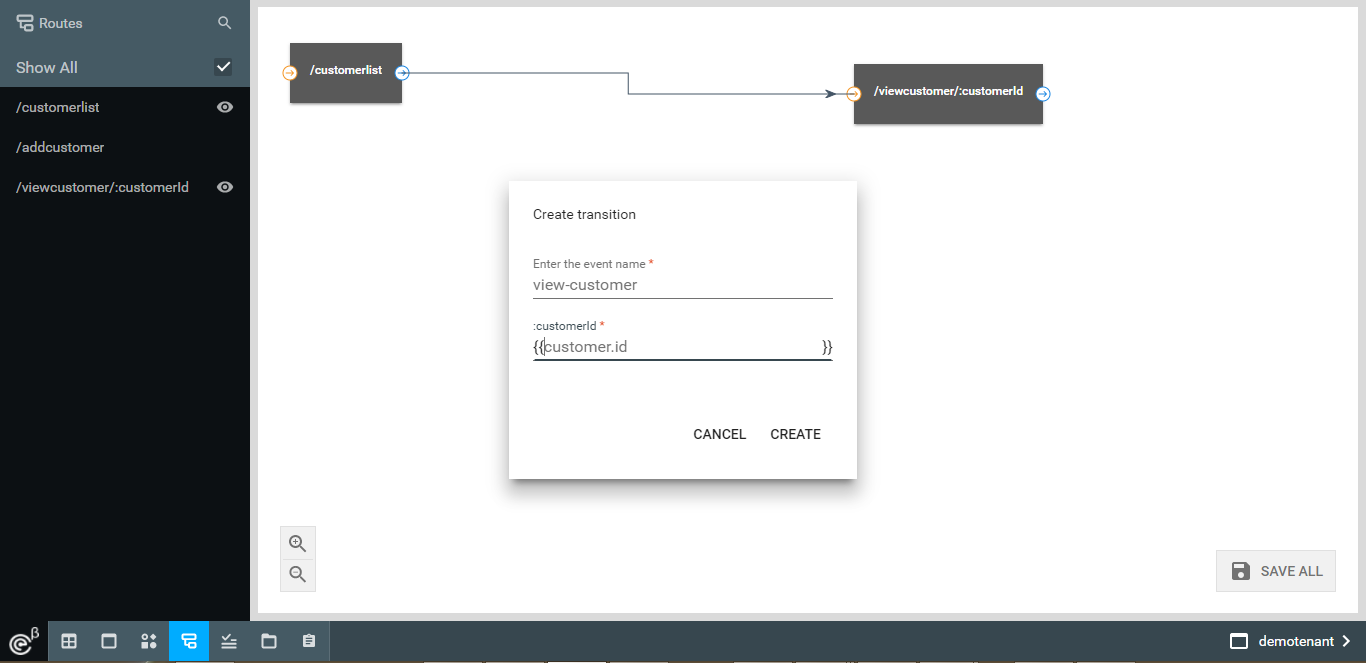 Routes
Show All
/customerlist
/addcustomer
/viewcustomer/:customerId
/customerlist
/viewcustomer/:customerId
Create transition
Enter the event name *
view-customer
:customerId *
{{customer.id }}
CANCEL CREATE
SAVE ALL
e β
demotenant